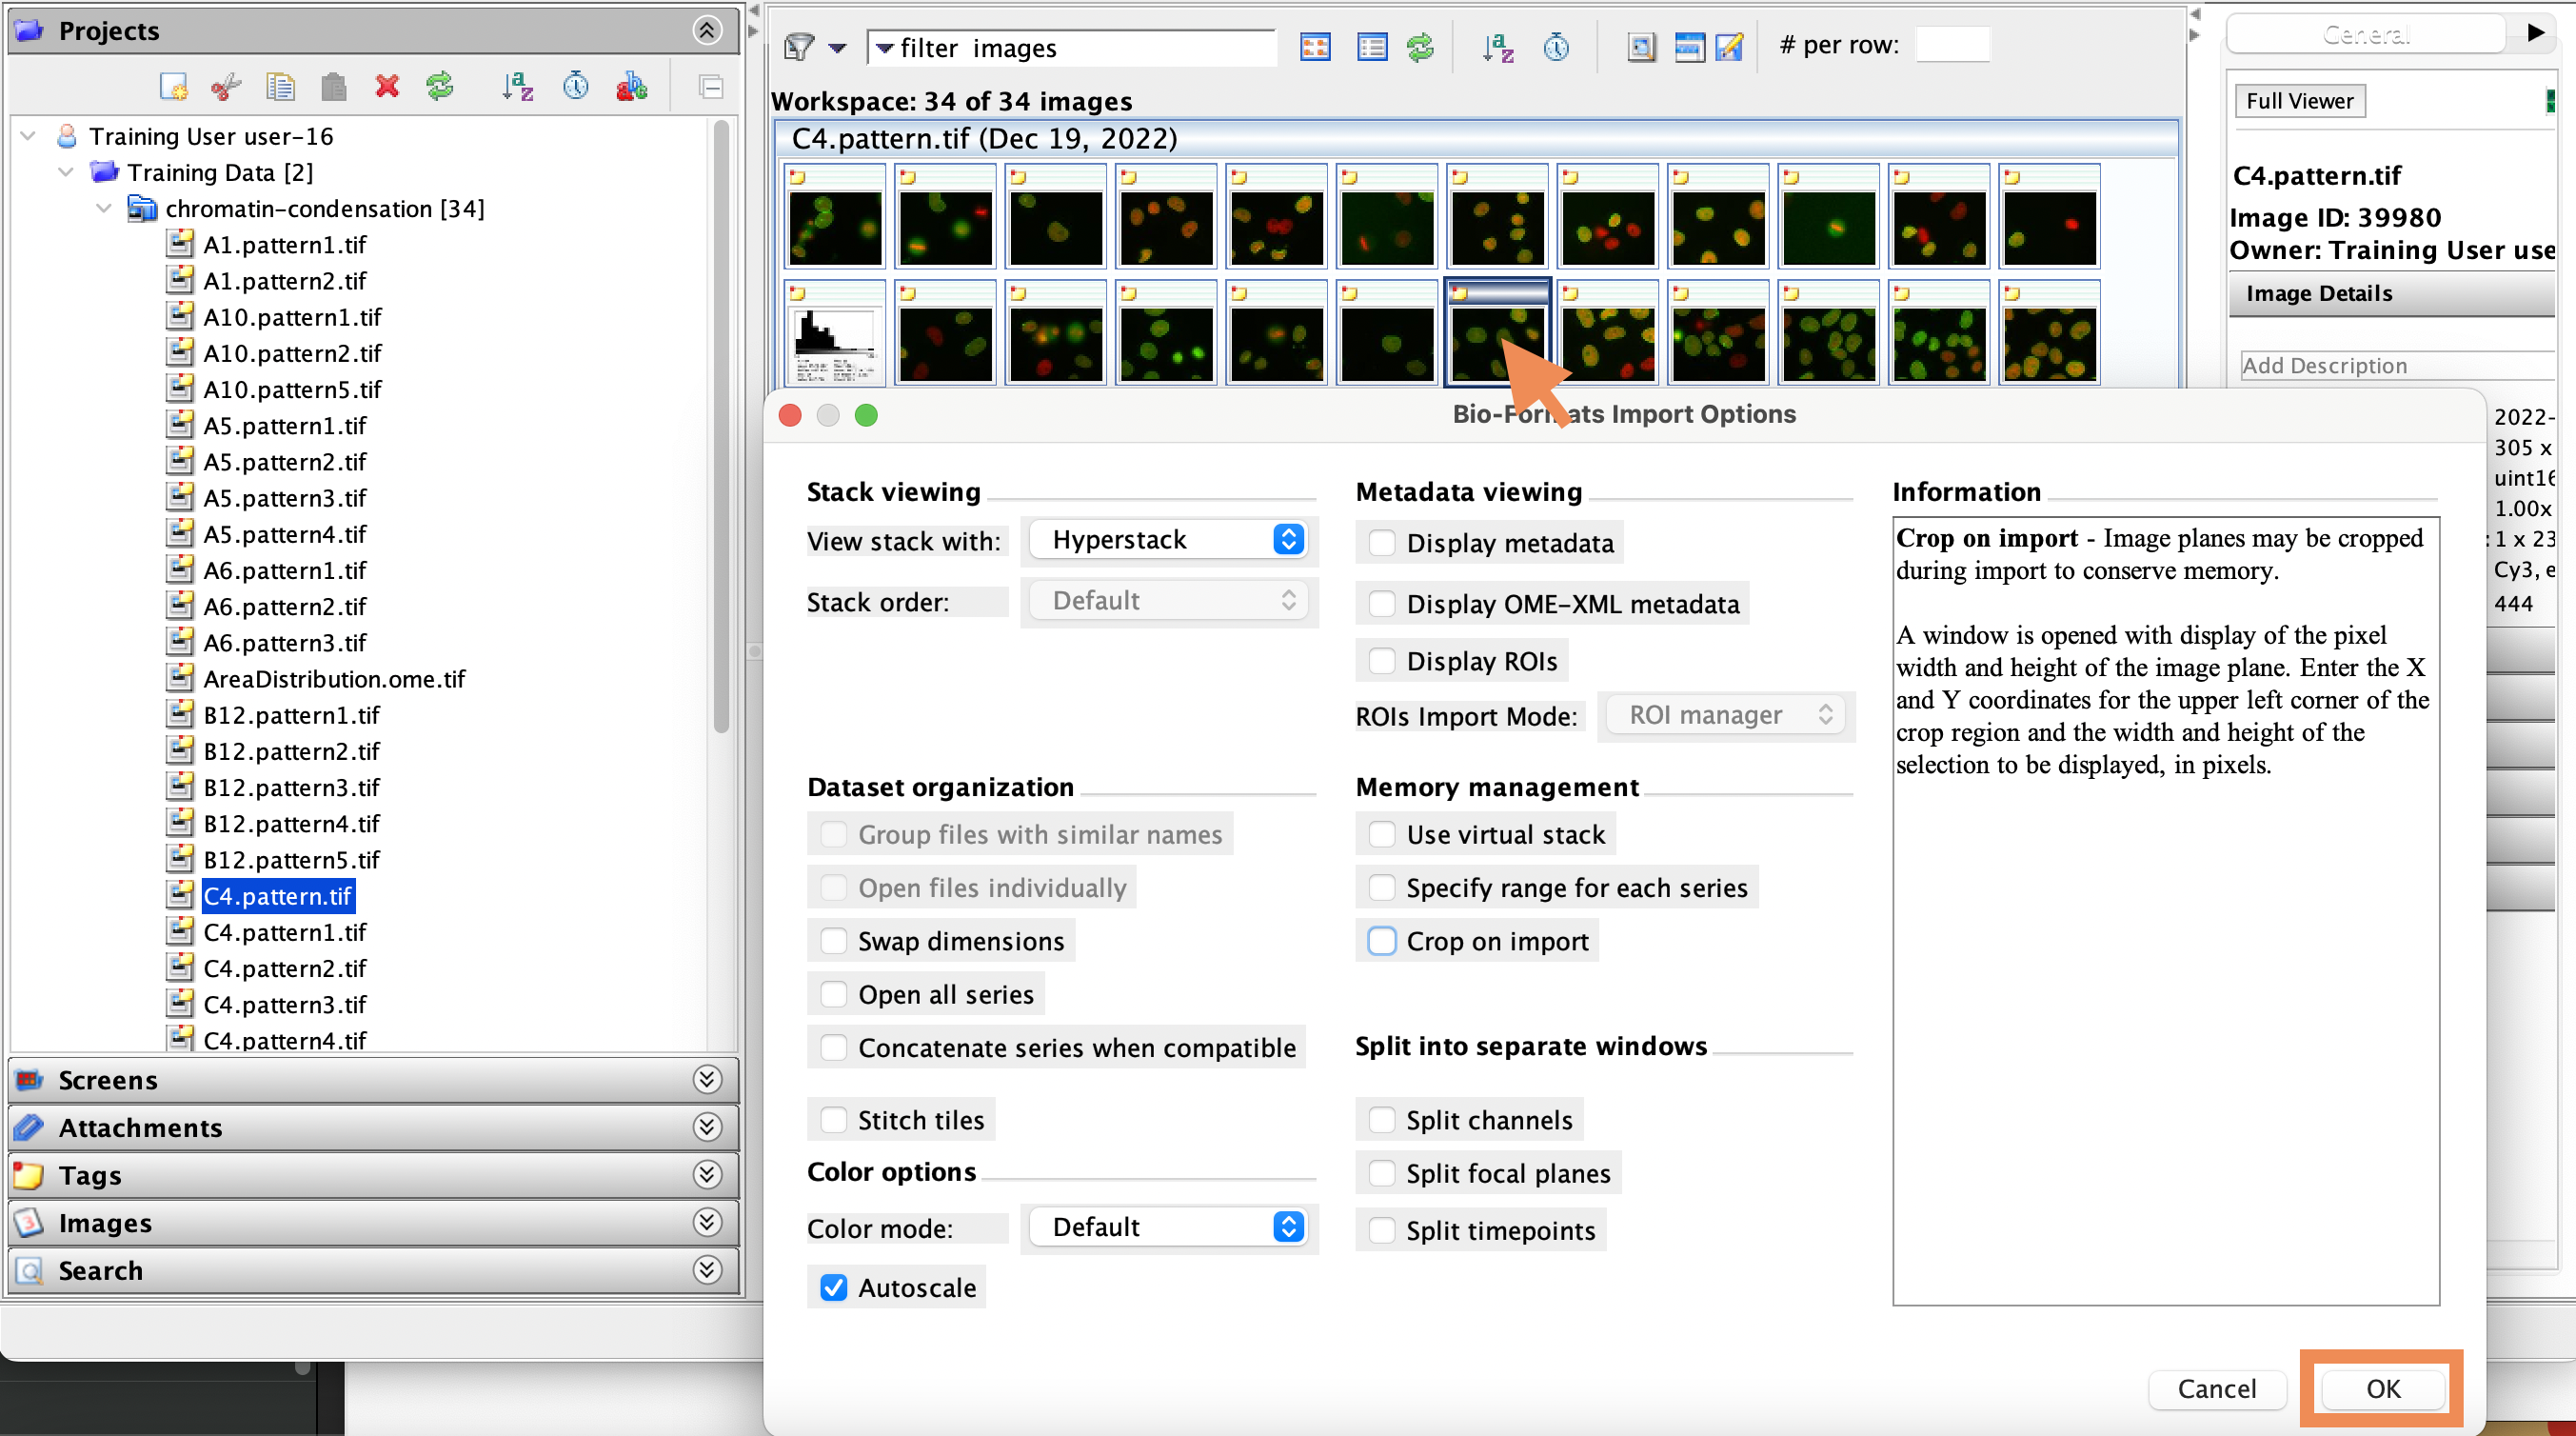 Projects
Training User user-16
Training Data [2]
chromatin-condensation [34]
A1.pattern1.tif
A1.pattern2.tif
A10.pattern1.tif
A10.pattern2.tif
A10.pattern5.tif
A5.pattern1.tif
A5.pattern2.tif
A5.pattern3.tif
A5.pattern4.tif
A6.pattern1.tif
A6.pattern2.tif
A6.pattern3.tif
AreaDistribution.ome.tif
B12.pattern1.tif
B12.pattern2.tif
B12.pattern3.tif
B12.pattern4.tif
B12.pattern5.tif
C4.pattern.tif
C4.pattern1.tif
C4.pattern2.tif
C4.pattern3.tif
C4.pattern4.tif
Screens
Attachments
Tags
Images
Search
filter images
# per row:
Workspace: 34 of 34 images
C4.pattern.tif (Dec 19, 2022)
General
Full Viewer
C4.pattern.tif
Image ID: 39980
Owner: Training User use
Image Details
Add Description
2022-
305 x
uint16
1.00x
: 1 x 23
Cy3, e
444
Bio-Formats Import Options
Stack viewing
View stack with: Hyperstack
Stack order: Default
Dataset organization
Group files with similar names
Open files individually
Swap dimensions
Open all series
Concatenate series when compatible
Stitch tiles
Color options
Color mode: Default
Autoscale
Metadata viewing
Display metadata
Display OME-XML metadata
Display ROIs
ROIs Import Mode: ROI manager
Memory management
Use virtual stack
Specify range for each series
Crop on import
Split into separate windows
Split channels
Split focal planes
Split timepoints
Information
Crop on import - Image planes may be cropped
during import to conserve memory.
A window is opened with display of the pixel
width and height of the image plane. Enter the X
and Y coordinates for the upper left corner of the
crop region and the width and height of the
selection to be displayed, in pixels.
Cancel
OK